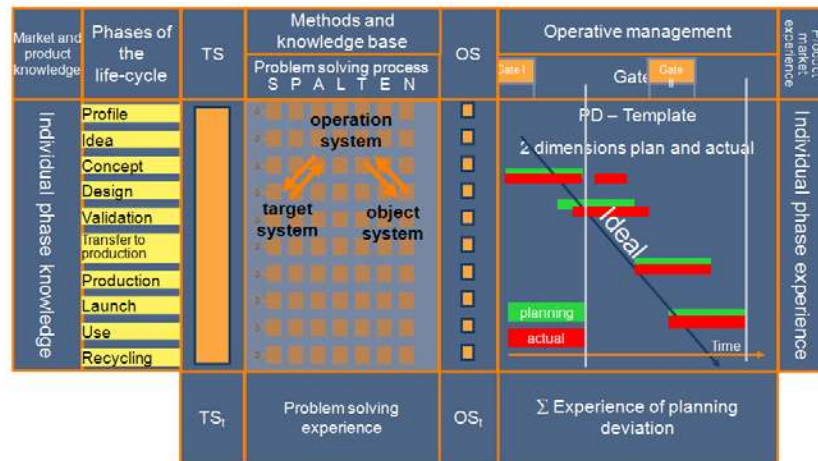 Market and
product
knowledge
Phases of
the
life-cycle
TS
Methods and
knowledge base
Problem solving process
S P A L T E N
OS
Operative management
Gate I
Gate
Gate
II
Product
market
experience
Individual phase knowledge
Profile
Idea
Concept
Design
Validation
Transfer to
production
Production
Launch
Use
Recycling
operation
system
target
system
object
system
PD – Template
2 dimensions plan and actual
Ideal
planning
actual
Time
Individual phase experience
TSt
Problem solving
experience
OSt
Σ Experience of planning
deviation